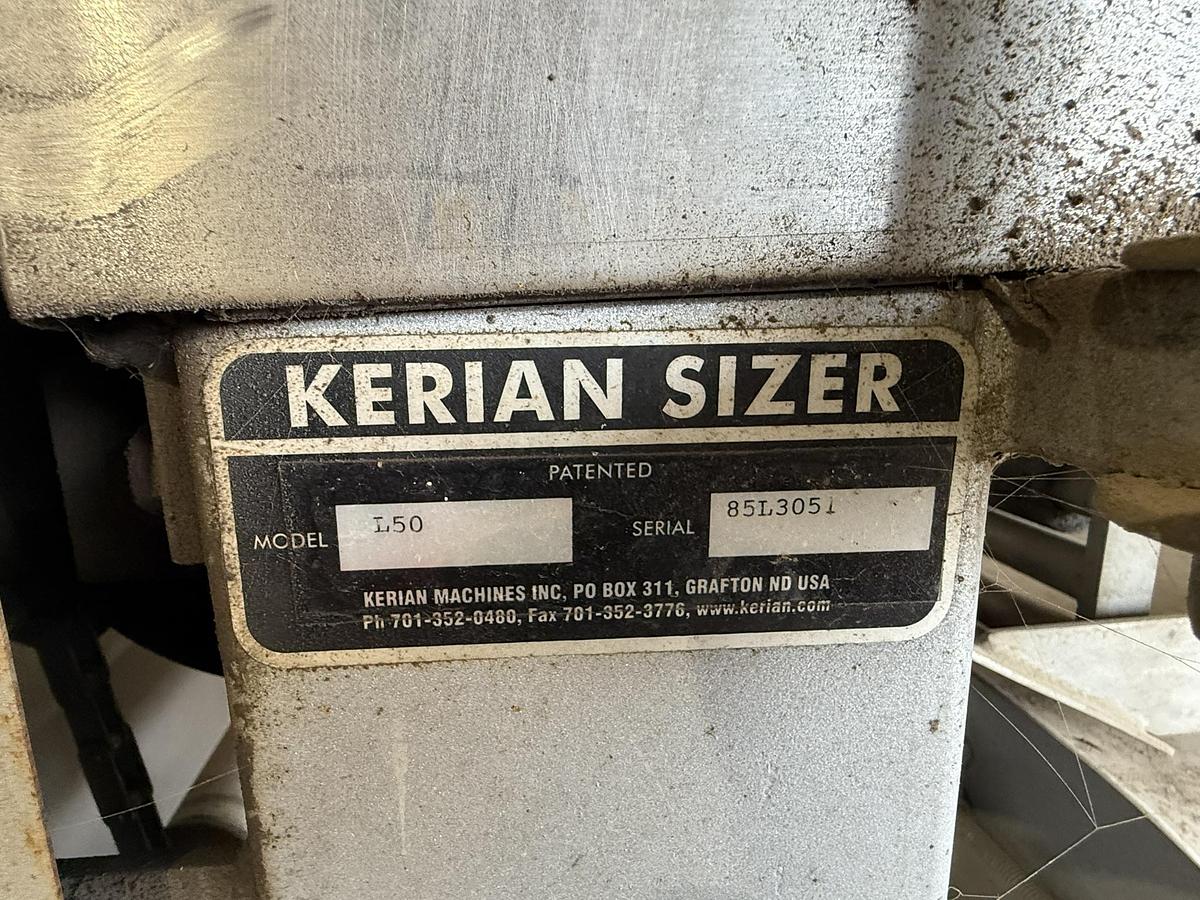 KERIAN SIZER
PATENTED
MODEL L50 SERIAL 85L3051
KERIAN MACHINES INC, PO BOX 311, GRAFTON ND USA
Ph 701-352-0480, Fax 701-352-3776, www.kerian.com